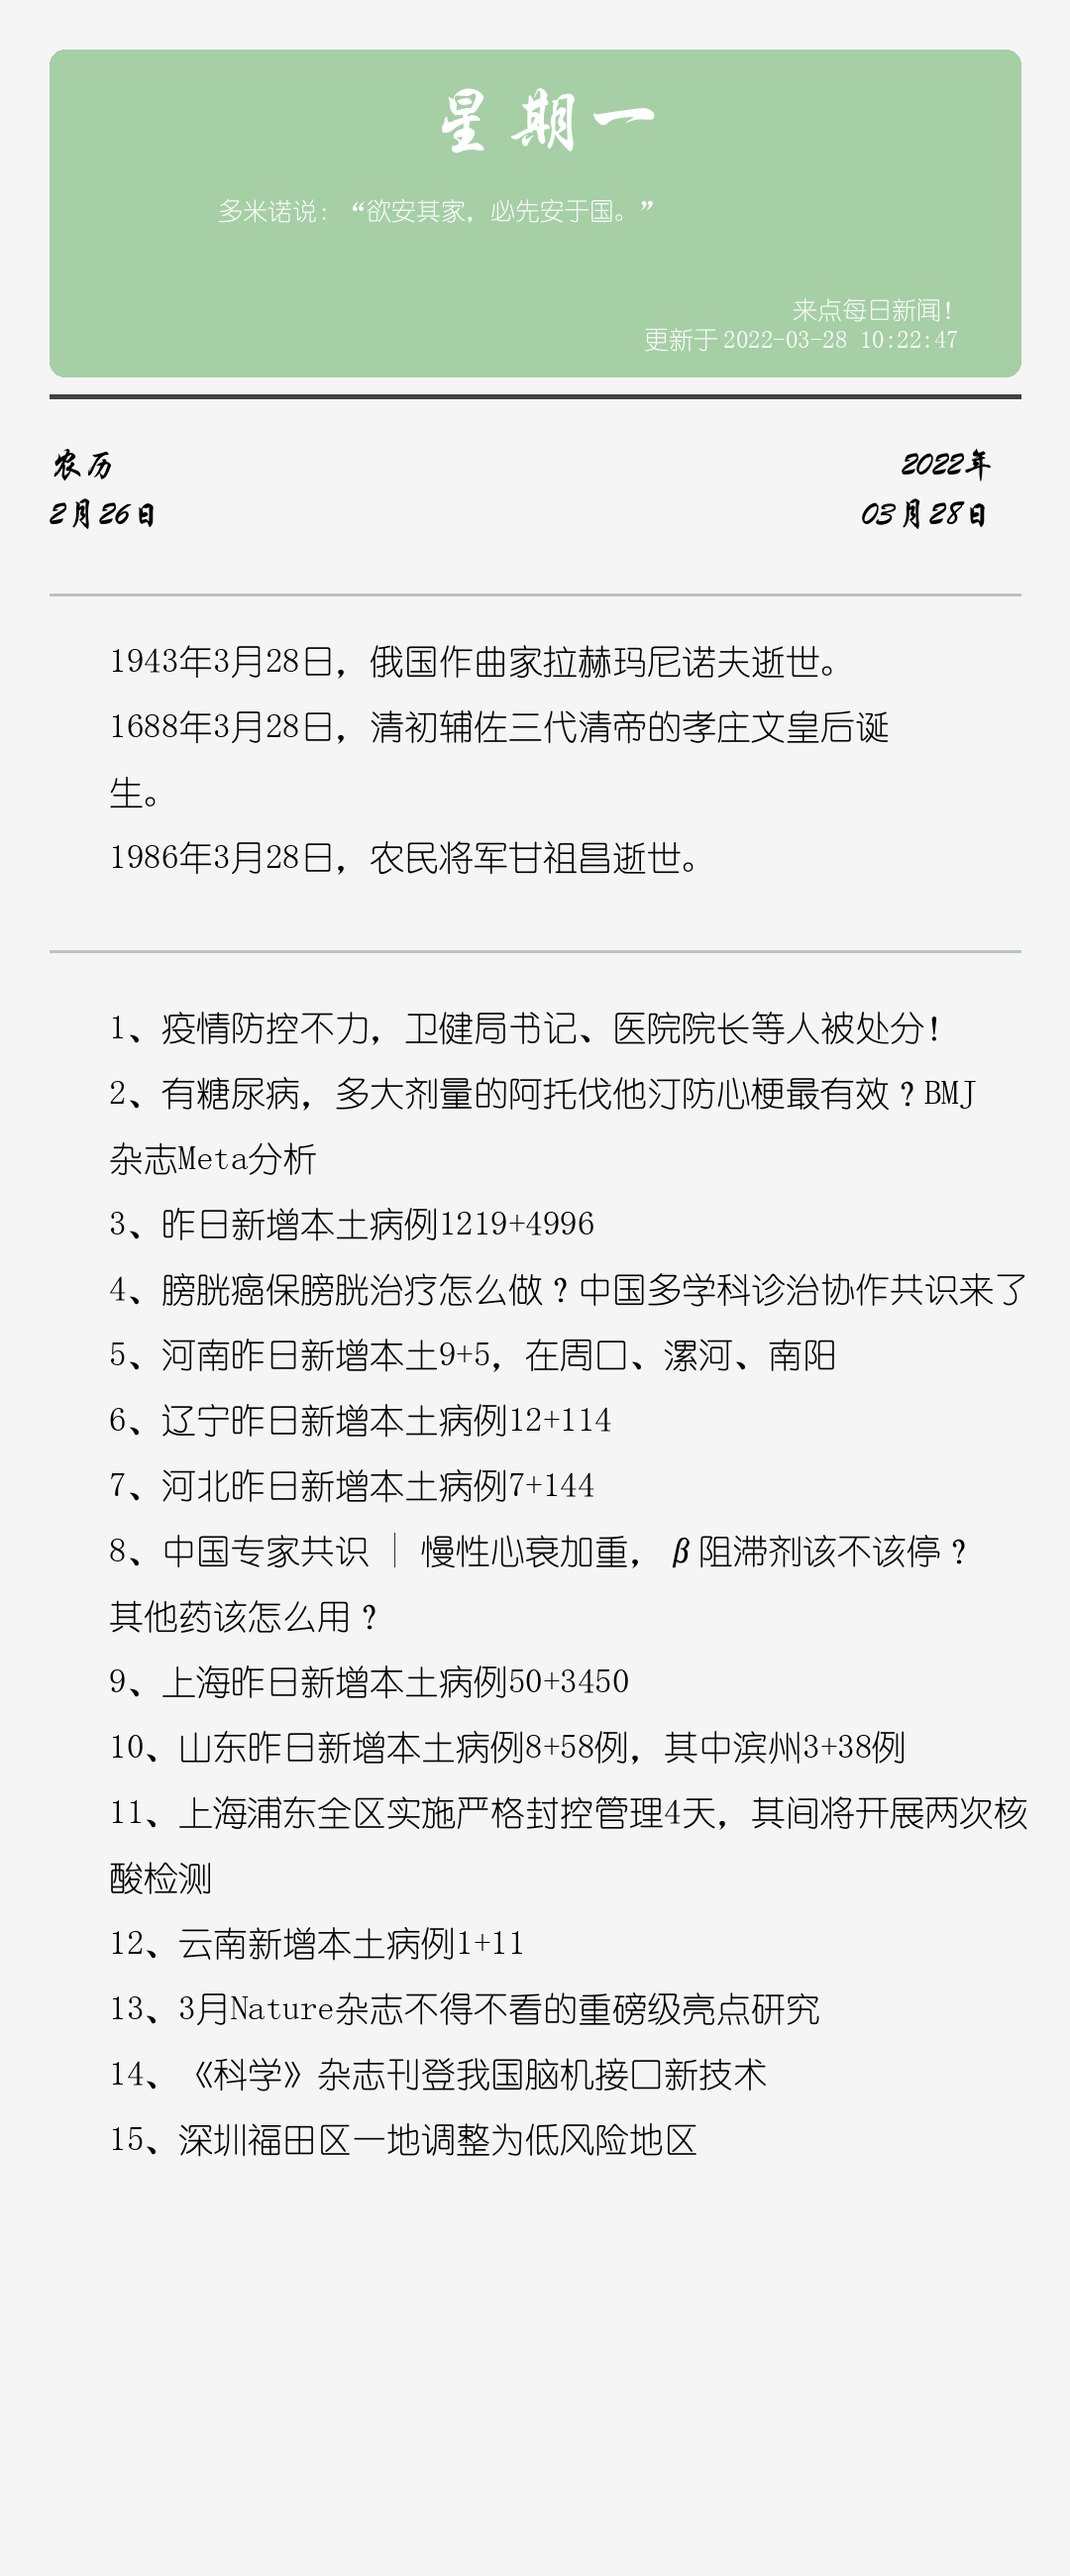 星期一
多米诺说：“欲安其家，必先安于国。”
来点每日新闻！
更新于 2022-03-28 10:22:47
农历
2月26日
2022年
03月28日
1943年3月28日，俄国作曲家拉赫玛尼诺夫逝世。
1688年3月28日，清初辅佐三代清帝的孝庄文皇后诞
生。
1986年3月28日，农民将军甘祖昌逝世。
1、疫情防控不力，卫健局书记、医院院长等人被处分！
2、有糖尿病，多大剂量的阿托伐他汀防心梗最有效？BMJ
杂志Meta分析
3、昨日新增本土病例1219+4996
4、膀胱癌保膀胱治疗怎么做？中国多学科诊治协作共识来了
5、河南昨日新增本土9+5，在周口、漯河、南阳
6、辽宁昨日新增本土病例12+114
7、河北昨日新增本土病例7+144
8、中国专家共识｜慢性心衰加重，β阻滞剂该不该停？
其他药该怎么用？
9、上海昨日新增本土病例50+3450
10、山东昨日新增本土病例8+58例，其中滨州3+38例
11、上海浦东全区实施严格封控管理4天，其间将开展两次核
酸检测
12、云南新增本土病例1+11
13、3月Nature杂志不得不看的重磅级亮点研究
14、《科学》杂志刊登我国脑机接口新技术
15、深圳福田区一地调整为低风险地区